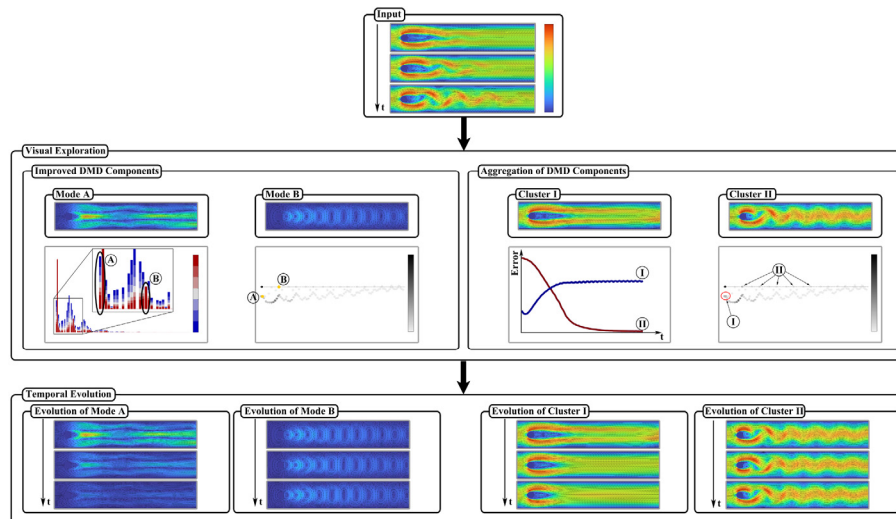 Input
t
Visual Exploration
Improved DMD Components
Aggregation of DMD Components
Mode A
Mode B
Cluster I
Cluster II
A
B
B
A
Error
I
II
t
II
I
Temporal Evolution
Evolution of Mode A
Evolution of Mode B
Evolution of Cluster I
Evolution of Cluster II
t
t
t
t